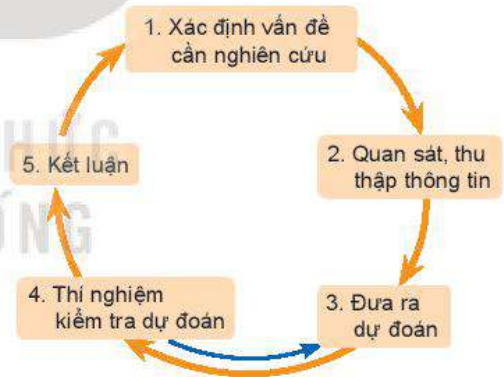 1. Xác định vấn đề
cần nghiên cứu
2. Quan sát, thu
thập thông tin
3. Đưa ra
dự đoán
4. Thí nghiệm
kiểm tra dự đoán
5. Kết luận